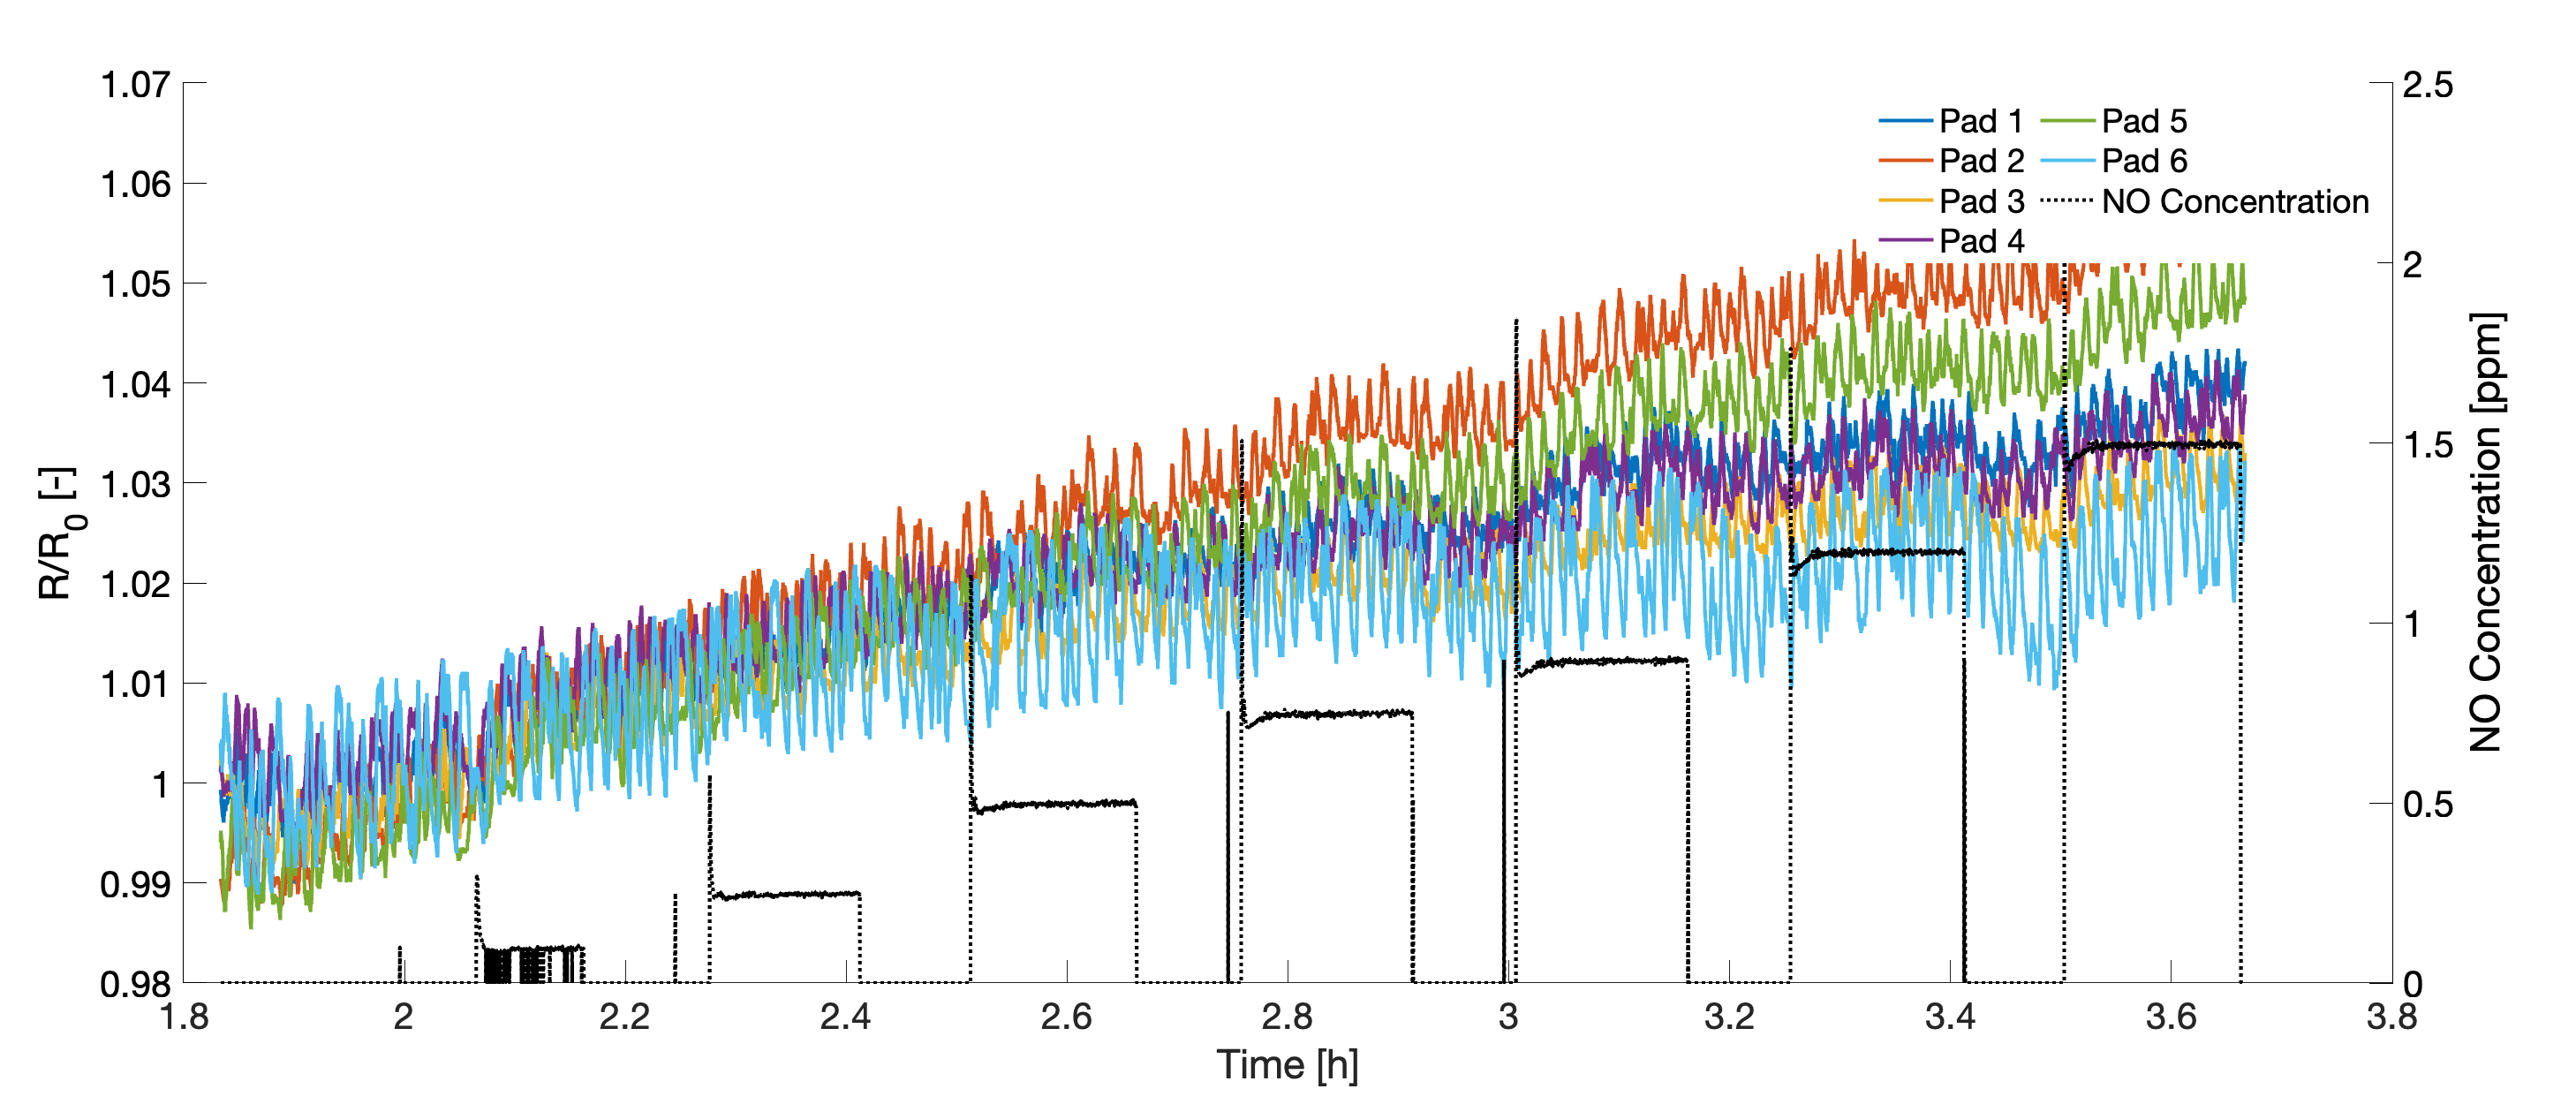 1.07
1.06
1.05
1.04
1.03
1.02
1.01
1
0.99
0.98
R/R0 [-]
2.5
2
1.5
1
0.5
0
NO Concentration [ppm]
Pad 1
Pad 2
Pad 3
Pad 4
Pad 5
Pad 6
NO Concentration
1.8 2 2.2 2.4 2.6 2.8 3 3.2 3.4 3.6 3.8
Time [h]